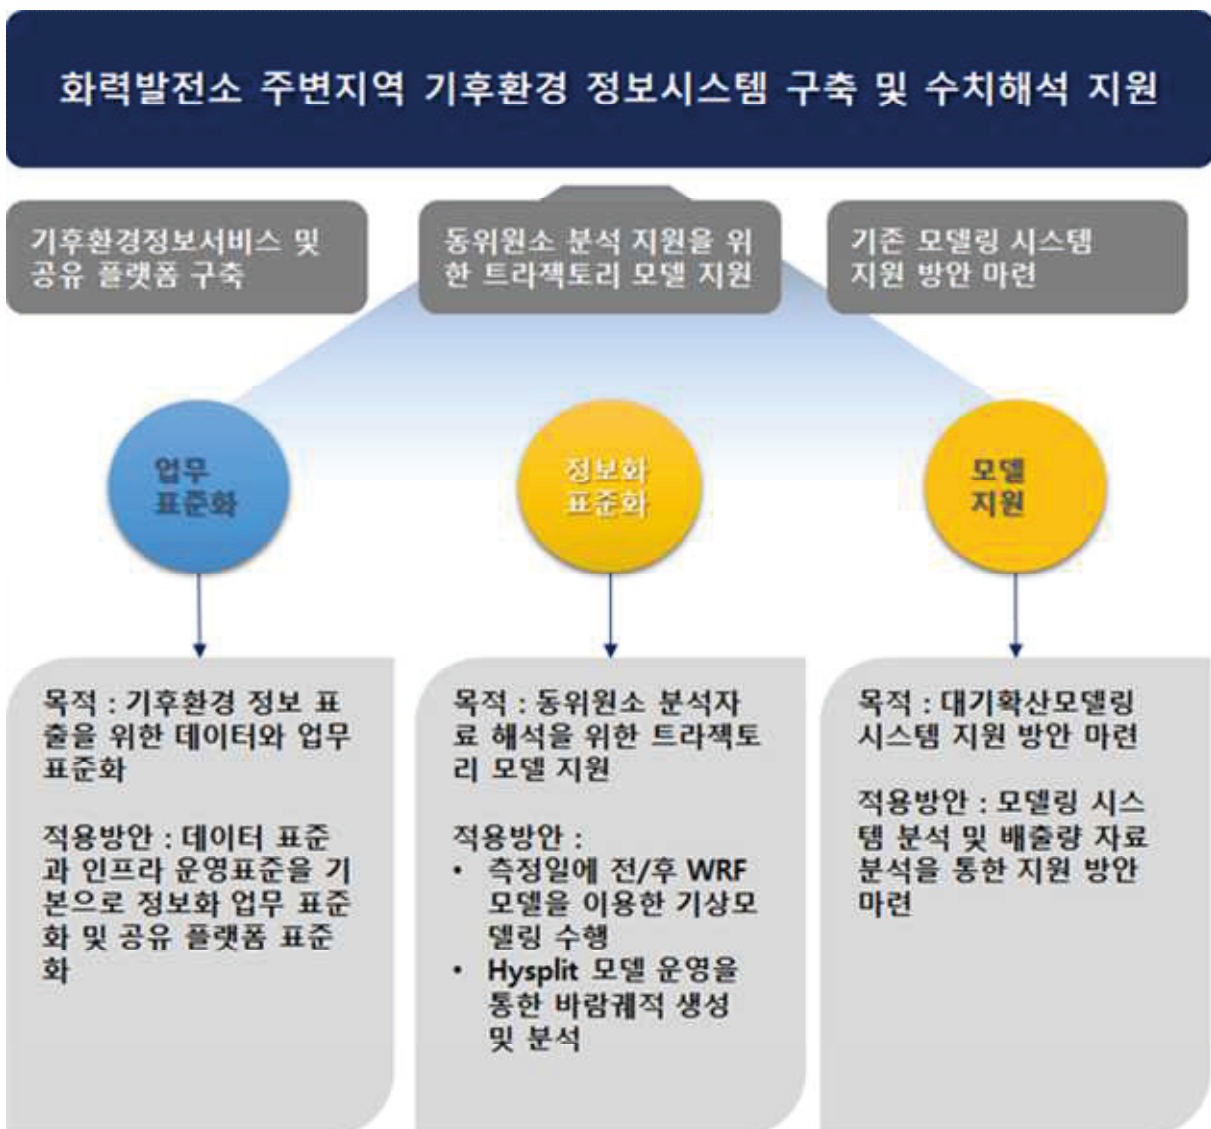 화력발전소 주변지역 기후환경 정보시스템 구축 및 수치해석 지원
기후환경정보서비스 및
공유 플랫폼 구축
동위원소 분석 지원을 위
한 트라젝토리 모델 지원
기존 모델링 시스템
지원 방안 마련
업무
표준화
정보화
표준화
모델
지원
목적 : 기후환경 정보 표
출을 위한 데이터와 업무
표준화
적용방안 : 데이터 표준
과 인프라 운영표준을 기
본으로 정보화 업무 표준
화 및 공유 플랫폼 표준
화
목적 : 동위원소 분석자
료 해석을 위한 트라젝토
리 모델 지원
적용방안 :
• 측정일에 전/후 WRF
모델을 이용한 기상모
델링 수행
• Hysplit 모델 운영을
통한 바람궤적 생성
및 분석
목적 : 대기확산모델링
시스템 지원 방안 마련
적용방안 : 모델링 시스
템 분석 및 배출량 자료
분석을 통한 지원 방안
마련